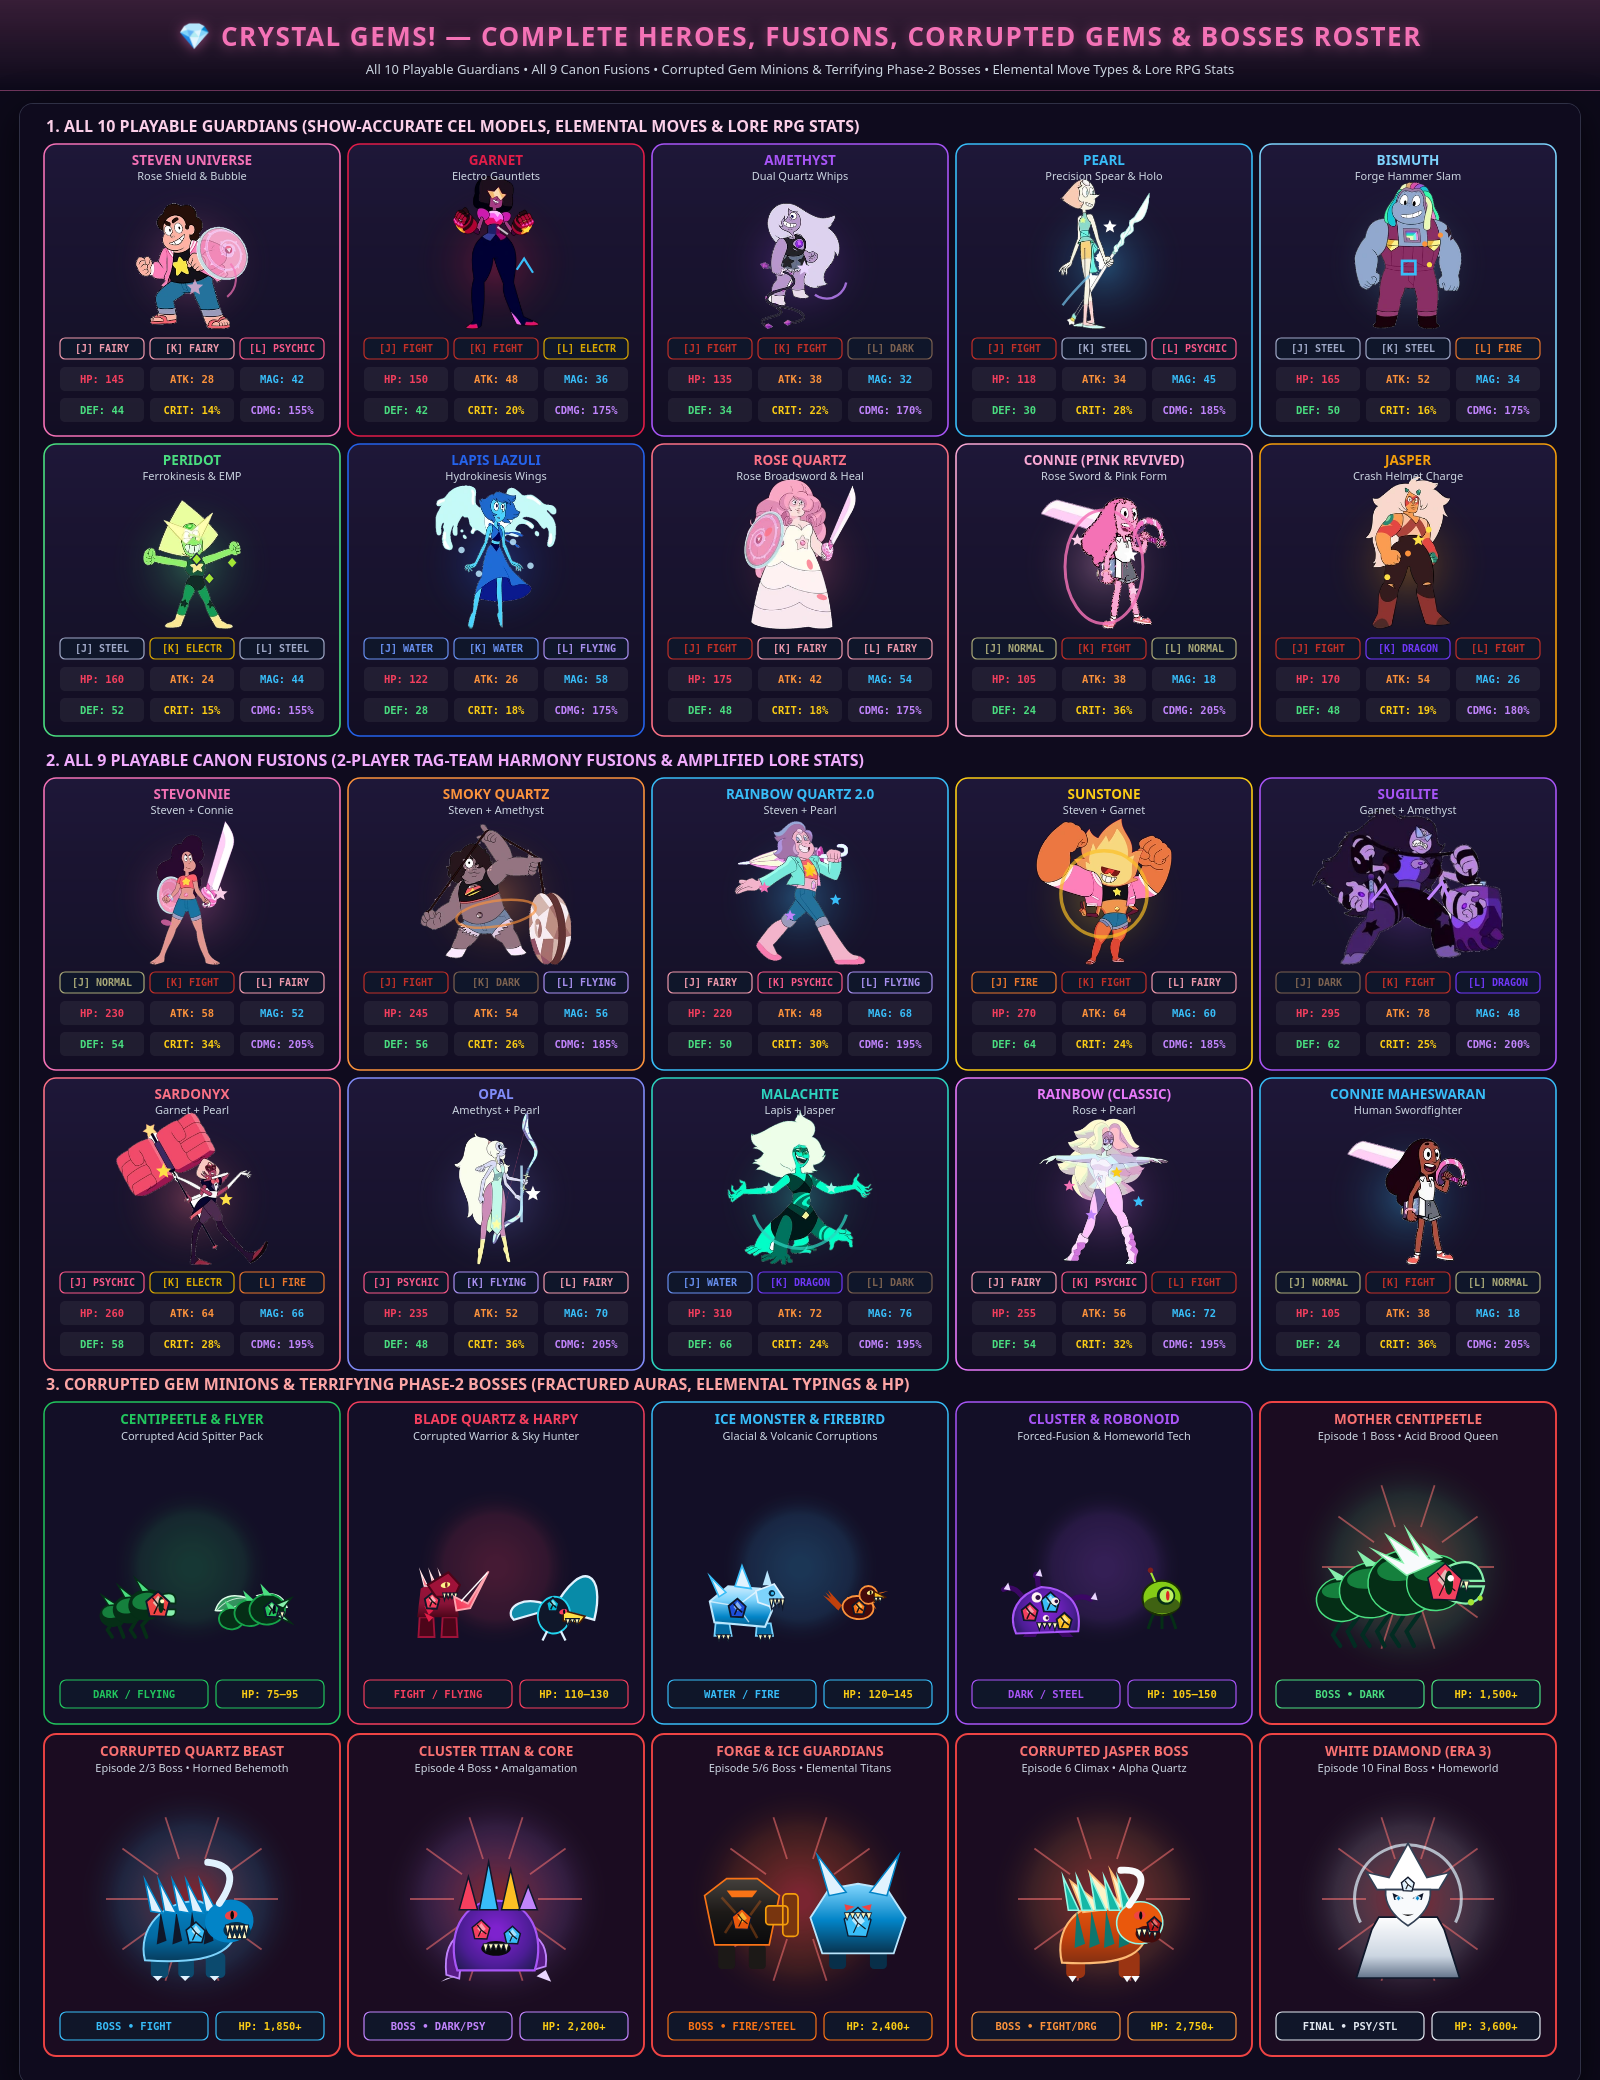 💎 CRYSTAL GEMS! — COMPLETE HEROES, FUSIONS, CORRUPTED GEMS & BOSSES ROSTER
All 10 Playable Guardians • All 9 Canon Fusions • Corrupted Gem Minions & Terrifying Phase-2 Bosses • Elemental Move Types & Lore RPG Stats
1. ALL 10 PLAYABLE GUARDIANS (SHOW-ACCURATE CEL MODELS, ELEMENTAL MOVES & LORE RPG STATS)
STEVEN UNIVERSE
Rose Shield & Bubble
[J] FAIRY [K] FAIRY [L] PSYCHIC
HP: 145 ATK: 28 MAG: 42
DEF: 44 CRIT: 14% CDMG: 155%
GARNET
Electro Gauntlets
[J] FIGHT [K] FIGHT [L] ELECTR
HP: 150 ATK: 48 MAG: 36
DEF: 42 CRIT: 20% CDMG: 175%
AMETHYST
Dual Quartz Whips
[J] FIGHT [K] FIGHT [L] DARK
HP: 135 ATK: 38 MAG: 32
DEF: 34 CRIT: 22% CDMG: 170%
PEARL
Precision Spear & Holo
[J] FIGHT [K] STEEL [L] PSYCHIC
HP: 118 ATK: 34 MAG: 45
DEF: 30 CRIT: 28% CDMG: 185%
BISMUTH
Forge Hammer Slam
[J] STEEL [K] STEEL [L] FIRE
HP: 165 ATK: 52 MAG: 34
DEF: 50 CRIT: 16% CDMG: 175%
PERIDOT
Ferrokinesis & EMP
[J] STEEL [K] ELECTR [L] STEEL
HP: 160 ATK: 24 MAG: 44
DEF: 52 CRIT: 15% CDMG: 155%
LAPIS LAZULI
Hydrokinesis Wings
[J] WATER [K] WATER [L] FLYING
HP: 122 ATK: 26 MAG: 58
DEF: 28 CRIT: 18% CDMG: 175%
ROSE QUARTZ
Rose Broadsword & Heal
[J] FIGHT [K] FAIRY [L] FAIRY
HP: 175 ATK: 42 MAG: 54
DEF: 48 CRIT: 18% CDMG: 175%
CONNIE (PINK REVIVED)
Rose Sword & Pink Form
[J] NORMAL [K] FIGHT [L] NORMAL
HP: 105 ATK: 38 MAG: 18
DEF: 24 CRIT: 36% CDMG: 205%
JASPER
Crash Helmet Charge
[J] FIGHT [K] DRAGON [L] FIGHT
HP: 170 ATK: 54 MAG: 26
DEF: 48 CRIT: 19% CDMG: 180%
2. ALL 9 PLAYABLE CANON FUSIONS (2-PLAYER TAG-TEAM HARMONY FUSIONS & AMPLIFIED LORE STATS)
STEVONNIE
Steven + Connie
[J] NORMAL [K] FIGHT [L] FAIRY
HP: 230 ATK: 58 MAG: 52
DEF: 54 CRIT: 34% CDMG: 205%
SMOKY QUARTZ
Steven + Amethyst
[J] FIGHT [K] DARK [L] FLYING
HP: 245 ATK: 54 MAG: 56
DEF: 56 CRIT: 26% CDMG: 185%
RAINBOW QUARTZ 2.0
Steven + Pearl
[J] FAIRY [K] PSYCHIC [L] FLYING
HP: 220 ATK: 48 MAG: 68
DEF: 50 CRIT: 30% CDMG: 195%
SUNSTONE
Steven + Garnet
[J] FIRE [K] FIGHT [L] FAIRY
HP: 270 ATK: 64 MAG: 60
DEF: 64 CRIT: 24% CDMG: 185%
SUGILITE
Garnet + Amethyst
[J] DARK [K] FIGHT [L] DRAGON
HP: 295 ATK: 78 MAG: 48
DEF: 62 CRIT: 25% CDMG: 200%
SARDONYX
Garnet + Pearl
[J] PSYCHIC [K] ELECTR [L] FIRE
HP: 260 ATK: 64 MAG: 66
DEF: 58 CRIT: 28% CDMG: 195%
OPAL
Amethyst + Pearl
[J] PSYCHIC [K] FLYING [L] FAIRY
HP: 235 ATK: 52 MAG: 70
DEF: 48 CRIT: 36% CDMG: 205%
MALACHITE
Lapis + Jasper
[J] WATER [K] DRAGON [L] DARK
HP: 310 ATK: 72 MAG: 76
DEF: 66 CRIT: 24% CDMG: 195%
RAINBOW (CLASSIC)
Rose + Pearl
[J] FAIRY [K] PSYCHIC [L] FIGHT
HP: 255 ATK: 56 MAG: 72
DEF: 54 CRIT: 32% CDMG: 195%
CONNIE MAHESWARAN
Human Swordfighter
[J] NORMAL [K] FIGHT [L] NORMAL
HP: 105 ATK: 38 MAG: 18
DEF: 24 CRIT: 36% CDMG: 205%
3. CORRUPTED GEM MINIONS & TERRIFYING PHASE-2 BOSSES (FRACTURED AURAS, ELEMENTAL TYPINGS & HP)
CENTIPEETLE & FLYER
Corrupted Acid Spitter Pack
DARK / FLYING HP: 75–95
BLADE QUARTZ & HARPY
Corrupted Warrior & Sky Hunter
FIGHT / FLYING HP: 110–130
ICE MONSTER & FIREBIRD
Glacial & Volcanic Corruptions
WATER / FIRE HP: 120–145
CLUSTER & ROBONOID
Forced-Fusion & Homeworld Tech
DARK / STEEL HP: 105–150
MOTHER CENTIPEETLE
Episode 1 Boss • Acid Brood Queen
BOSS • DARK HP: 1,500+
CORRUPTED QUARTZ BEAST
Episode 2/3 Boss • Horned Behemoth
BOSS • FIGHT HP: 1,850+
CLUSTER TITAN & CORE
Episode 4 Boss • Amalgamation
BOSS • DARK/PSY HP: 2,200+
FORGE & ICE GUARDIANS
Episode 5/6 Boss • Elemental Titans
BOSS • FIRE/STEEL HP: 2,400+
CORRUPTED JASPER BOSS
Episode 6 Climax • Alpha Quartz
BOSS • FIGHT/DRG HP: 2,750+
WHITE DIAMOND (ERA 3)
Episode 10 Final Boss • Homeworld
FINAL • PSY/STL HP: 3,600+